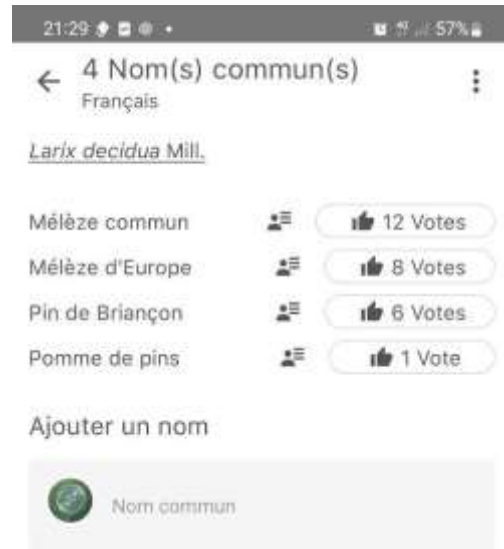 21:29 57%
4 Nom(s) commun(s)
Français
Larix decidua Mill.
Mélèze commun 12 Votes
Mélèze d'Europe 8 Votes
Pin de Briançon 6 Votes
Pomme de pins 1 Vote
Ajouter un nom
Nom commun